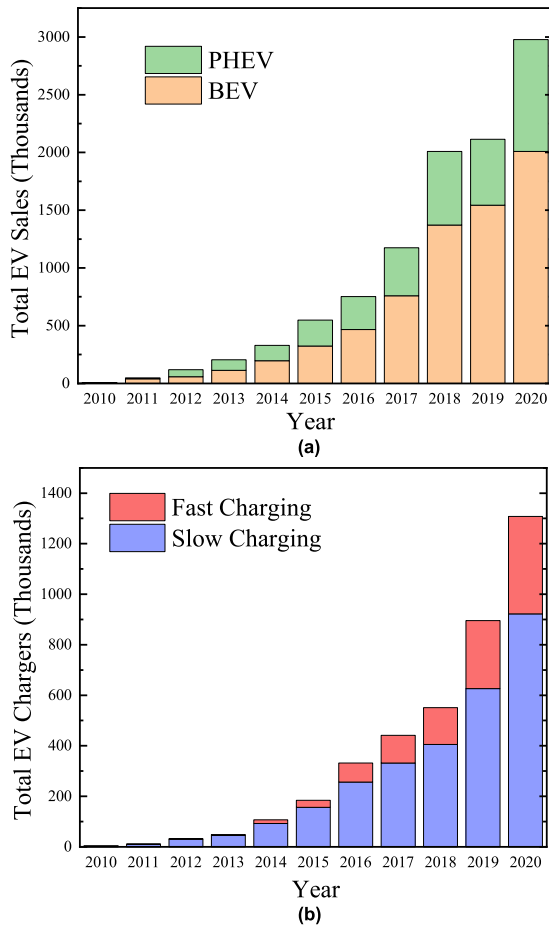 PHEV
BEV
Total EV Sales (Thousands)
3000
2500
2000
1500
1000
500
0
2010 2011 2012 2013 2014 2015 2016 2017 2018 2019 2020
Year
(a)
Fast Charging
Slow Charging
Total EV Chargers (Thousands)
1400
1200
1000
800
600
400
200
0
2010 2011 2012 2013 2014 2015 2016 2017 2018 2019 2020
Year
(b)